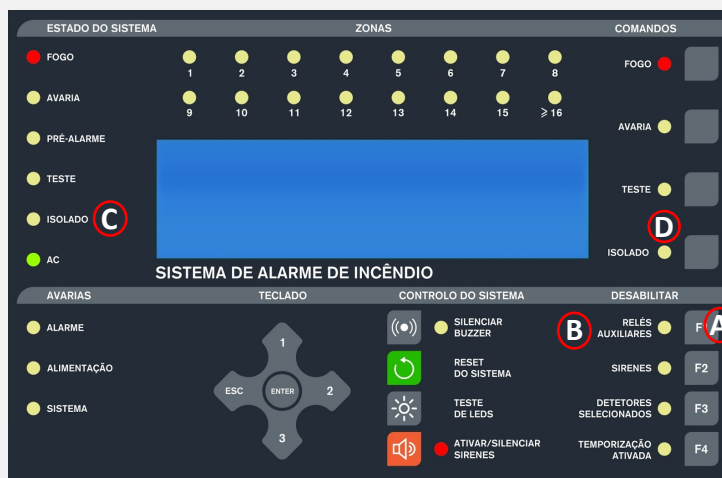 ESTADO DO SISTEMA
ZONAS
COMANDOS
FOGO
1 2 3 4 5 6 7 8
FOGO
AVARIA
9 10 11 12 13 14 15 ⩾16
AVARIA
PRÉ-ALARME
TESTE
TESTE
ISOLADO
C
D
AC
ISOLADO
SISTEMA DE ALARME DE INCÊNDIO
AVARIAS
TECLADO
CONTROLO DO SISTEMA
DESABILITAR
ALARME
ALIMENTAÇÃO
SISTEMA
1
ESC
ENTER
2
3
SILENCIAR
BUZZER
RESET
DO SISTEMA
TESTE
DE LEDS
ATIVAR/SILENCIAR
SIRENES
B
RELÉS
AUXILIARES
F
A
SIRENES
F2
DETETORES
SELECIONADOS
F3
TEMPORIZAÇÃO
ATIVADA
F4